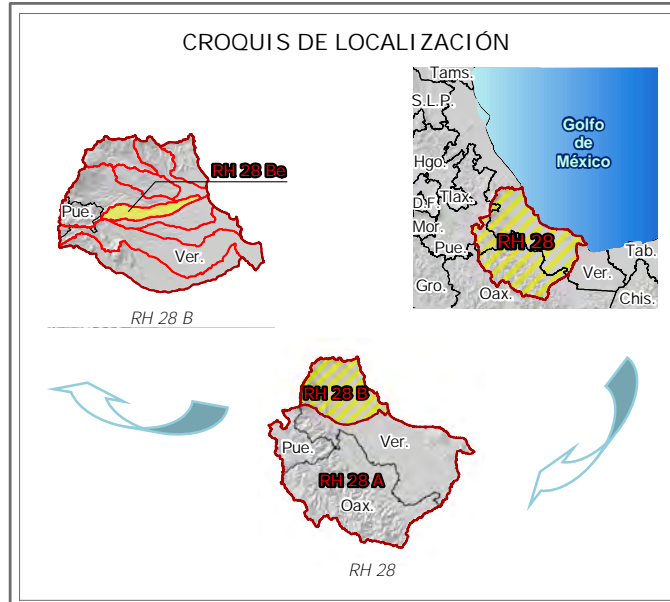 CROQUIS DE LOCALIZACIÓN
RH 28 Be
Pue.
Ver.
RH 28 B
Tams.
S.L.P.
Golfo
de
México
Hgo.
Tlax.
D.F.
Mor.
Pue.
RH 28
Gro.
Oax.
Ver.
Tab.
Chis.
RH 28 B
Pue.
Ver.
RH 28 A
Oax.
RH 28